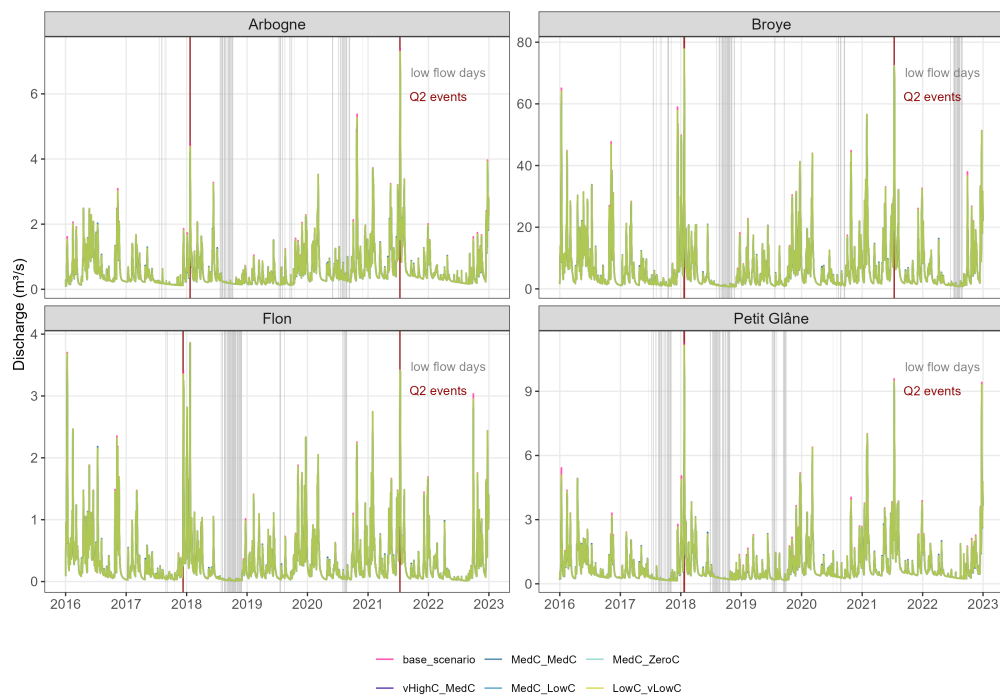 Arbogne
Broye
low flow days
Q2 events
low flow days
Q2 events
6
4
2
0
80
60
40
20
0
Discharge (m³/s)
Flon
Petit Glâne
low flow days
Q2 events
low flow days
Q2 events
4
3
2
1
0
9
6
3
0
2016 2017 2018 2019 2020 2021 2022 2023
2016 2017 2018 2019 2020 2021 2022 2023
base_scenario MedC_MedC MedC_ZeroC
vHighC_MedC MedC_LowC LowC_vLowC